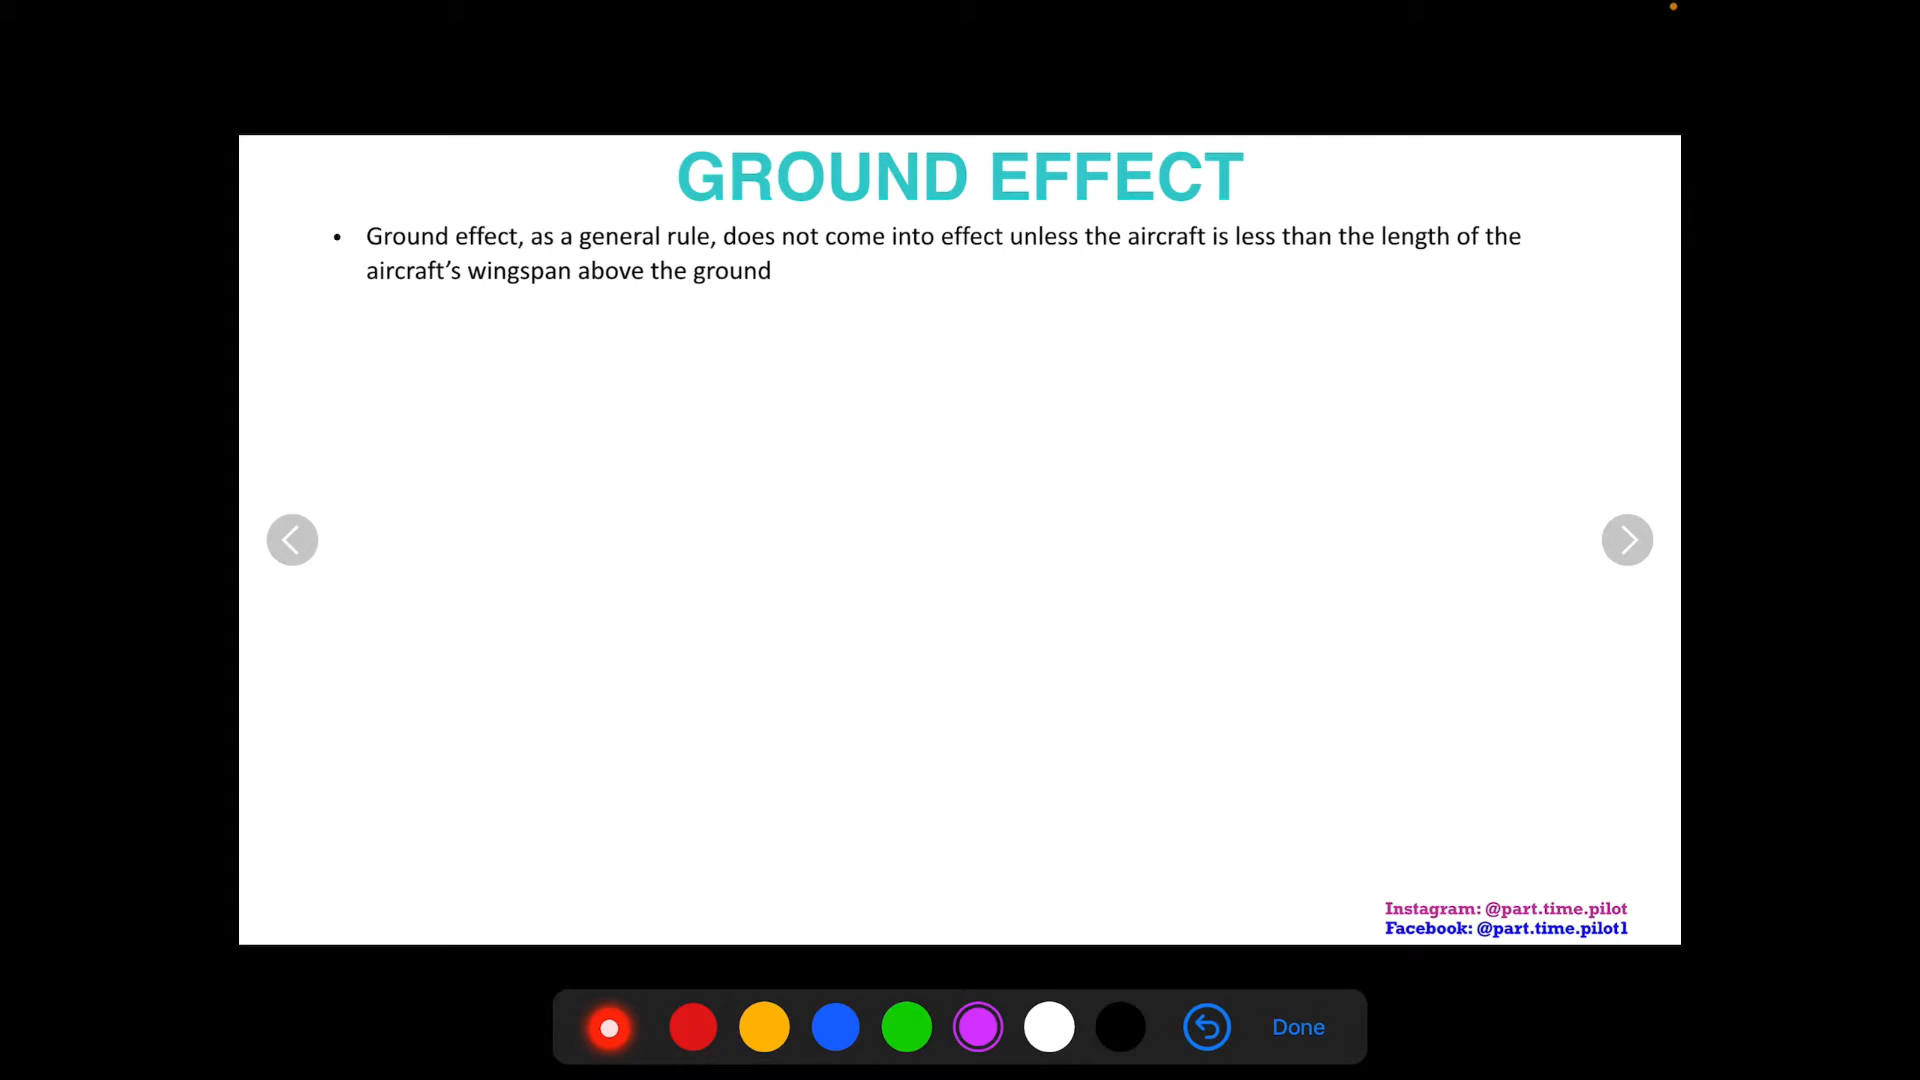 GROUND EFFECT
• Ground effect, as a general rule, does not come into effect unless the aircraft is less than the length of the
aircraft’s wingspan above the ground
Instagram: @part.time.pilot
Facebook: @part.time.pilot1
Done